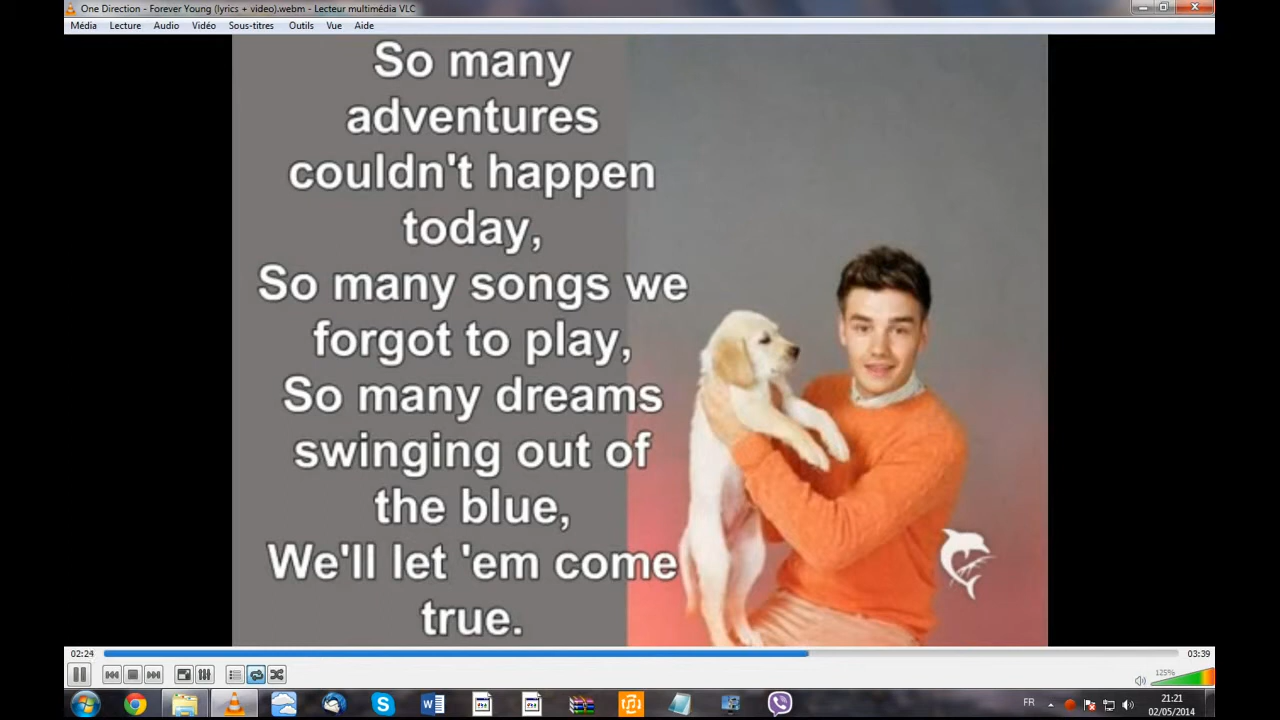 One Direction - Forever Young (lyrics + video).webm - Lecteur multimédia VLC
Média Lecture Audio Vidéo Sous-titres Outils Vue Aide
So many
adventures
couldn't happen
today,
So many songs we
forgot to play,
So many dreams
swinging out of
the blue,
We'll let 'em come
true.
02:24 03:39
125%
FR 21:21
02/05/2014